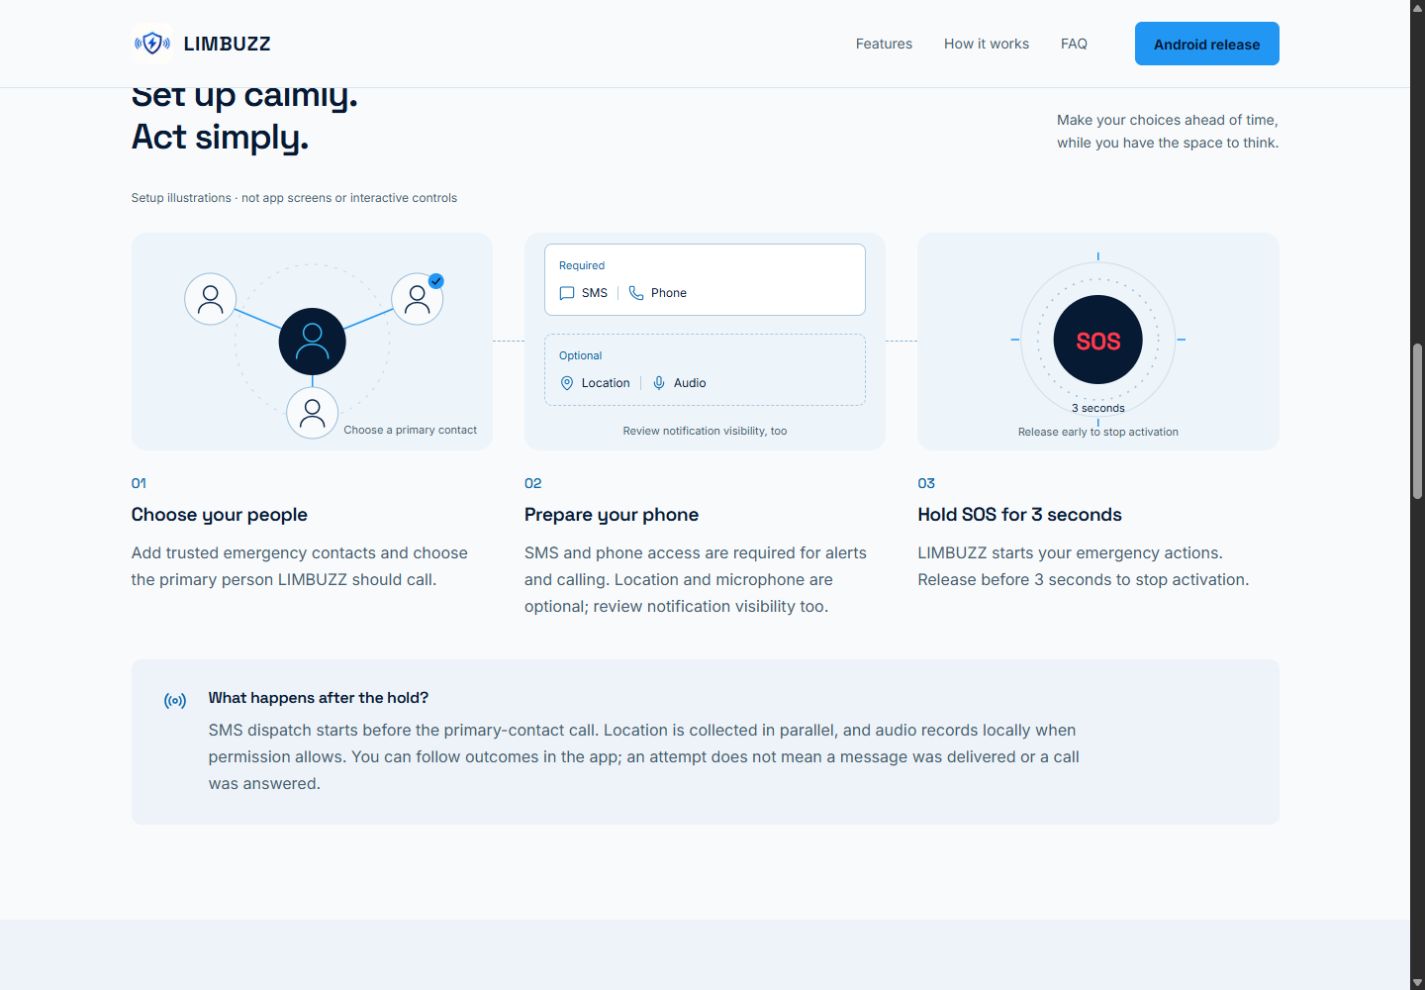 LIMBUZZ
Features
How it works
FAQ
Android release
Set up calmly.
Act simply.
Make your choices ahead of time,
while you have the space to think.
Setup illustrations · not app screens or interactive controls
Choose a primary contact
Required
SMS
Phone
Optional
Location
Audio
Review notification visibility, too
SOS
3 seconds
Release early to stop activation
01
Choose your people
Add trusted emergency contacts and choose
the primary person LIMBUZZ should call.
02
Prepare your phone
SMS and phone access are required for alerts
and calling. Location and microphone are
optional; review notification visibility too.
03
Hold SOS for 3 seconds
LIMBUZZ starts your emergency actions.
Release before 3 seconds to stop activation.
What happens after the hold?
SMS dispatch starts before the primary-contact call. Location is collected in parallel, and audio records locally when
permission allows. You can follow outcomes in the app; an attempt does not mean a message was delivered or a call
was answered.